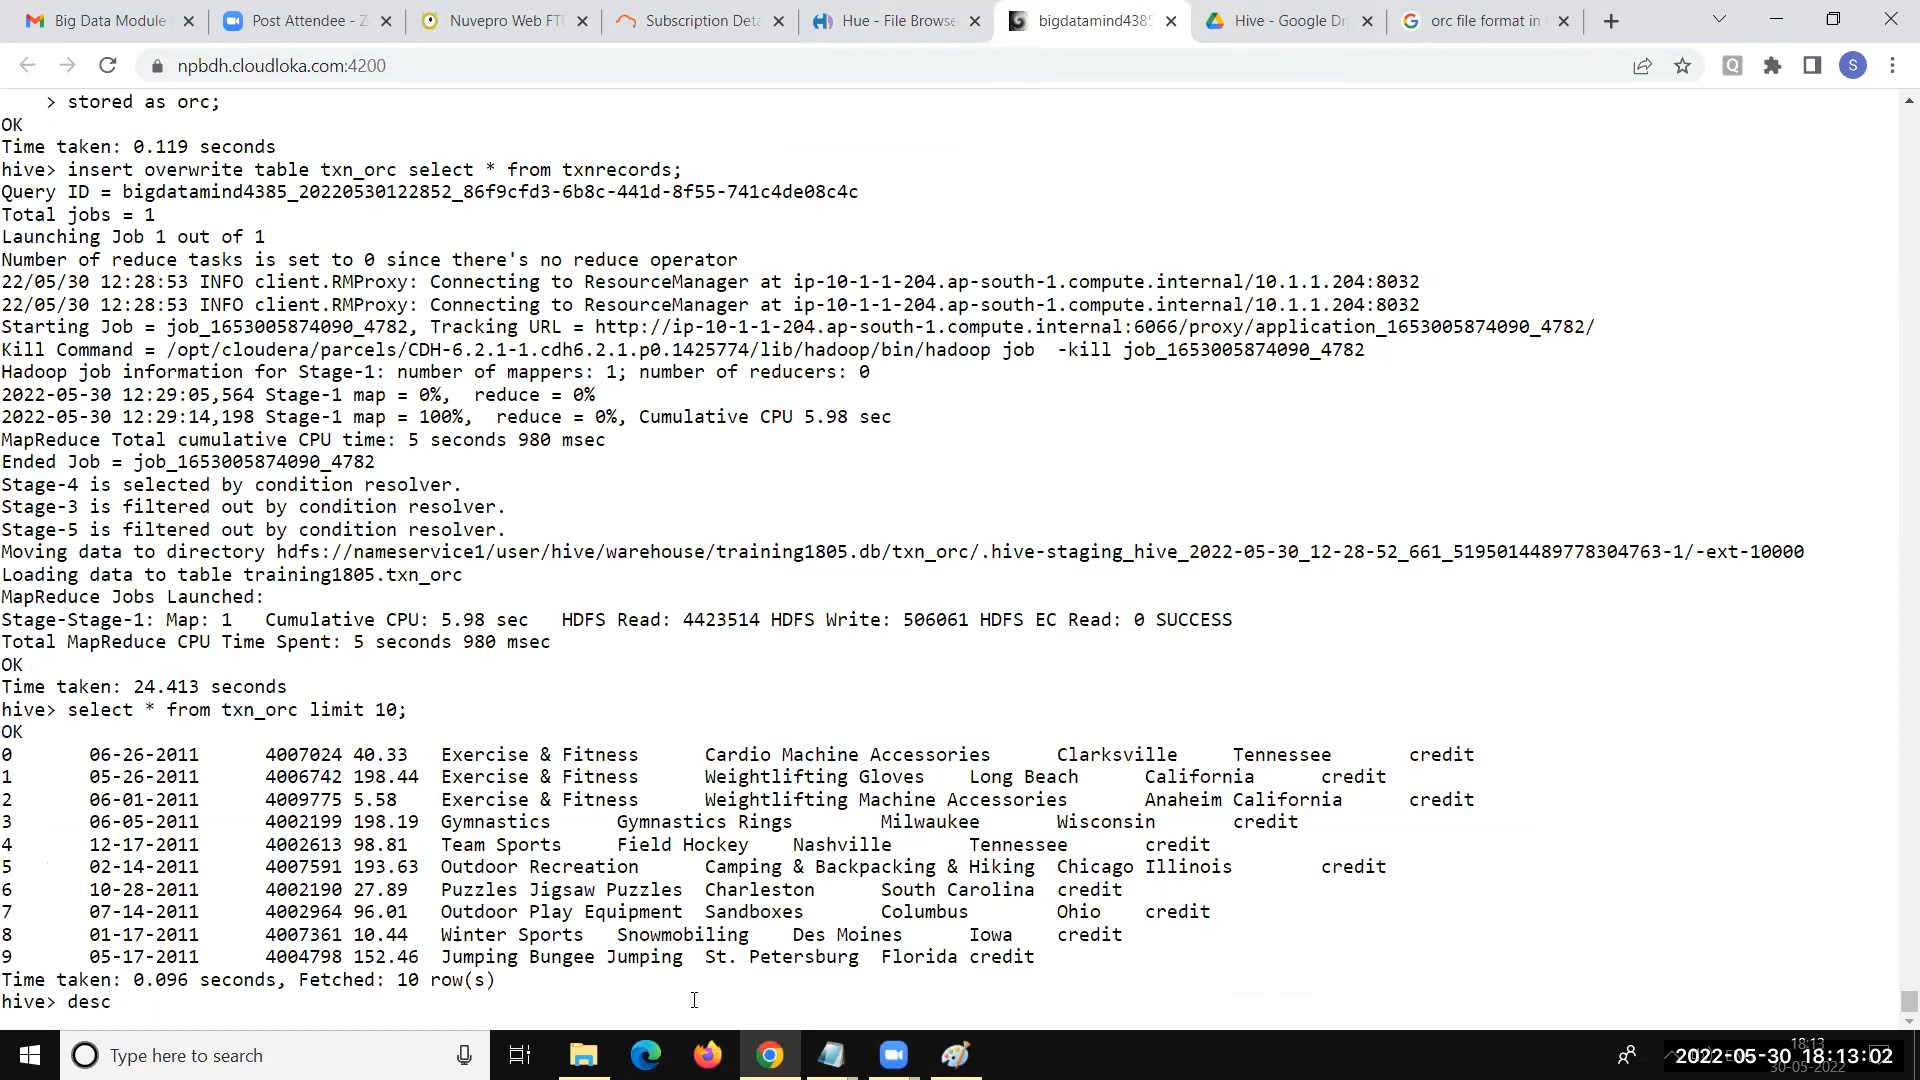 Big Data Module
Post Attendee - Z
Nuvepro Web FT
Subscription Det
Hue - File Browse
bigdatamind4385
Hive - Google Dr
orc file format in
npbdh.cloudloka.com:4200
Q
S
> stored as orc;
OK
Time taken: 0.119 seconds
hive> insert overwrite table txn_orc select * from txnrecords;
Query ID = bigdatamind4385_20220530122852_86f9cfd3-6b8c-441d-8f55-741c4de08c4c
Total jobs = 1
Launching Job 1 out of 1
Number of reduce tasks is set to 0 since there's no reduce operator
22/05/30 12:28:53 INFO client.RMProxy: Connecting to ResourceManager at ip-10-1-1-204.ap-south-1.compute.internal/10.1.1.204:8032
22/05/30 12:28:53 INFO client.RMProxy: Connecting to ResourceManager at ip-10-1-1-204.ap-south-1.compute.internal/10.1.1.204:8032
Starting Job = job_1653005874090_4782, Tracking URL = http://ip-10-1-1-204.ap-south-1.compute.internal:6066/proxy/application_1653005874090_4782/
Kill Command = /opt/cloudera/parcels/CDH-6.2.1-1.cdh6.2.1.p0.1425774/lib/hadoop/bin/hadoop job  -kill job_1653005874090_4782
Hadoop job information for Stage-1: number of mappers: 1; number of reducers: 0
2022-05-30 12:29:05,564 Stage-1 map = 0%,  reduce = 0%
2022-05-30 12:29:14,198 Stage-1 map = 100%,  reduce = 0%, Cumulative CPU 5.98 sec
MapReduce Total cumulative CPU time: 5 seconds 980 msec
Ended Job = job_1653005874090_4782
Stage-4 is selected by condition resolver.
Stage-3 is filtered out by condition resolver.
Stage-5 is filtered out by condition resolver.
Moving data to directory hdfs://nameservice1/user/hive/warehouse/training1805.db/txn_orc/.hive-staging_hive_2022-05-30_12-28-52_661_5195014489778304763-1/-ext-10000
Loading data to table training1805.txn_orc
MapReduce Jobs Launched:
Stage-Stage-1: Map: 1   Cumulative CPU: 5.98 sec   HDFS Read: 4423514 HDFS Write: 506061 HDFS EC Read: 0 SUCCESS
Total MapReduce CPU Time Spent: 5 seconds 980 msec
OK
Time taken: 24.413 seconds
hive> select * from txn_orc limit 10;
OK
0 06-26-2011 4007024 40.33 Exercise & Fitness Cardio Machine Accessories Clarksville Tennessee credit
1 05-26-2011 4006742 198.44 Exercise & Fitness Weightlifting Gloves Long Beach California credit
2 06-01-2011 4009775 5.58 Exercise & Fitness Weightlifting Machine Accessories Anaheim California credit
3 06-05-2011 4002199 198.19 Gymnastics Gymnastics Rings Milwaukee Wisconsin credit
4 12-17-2011 4002613 98.81 Team Sports Field Hockey Nashville Tennessee credit
5 02-14-2011 4007591 193.63 Outdoor Recreation Camping & Backpacking & Hiking Chicago Illinois credit
6 10-28-2011 4002190 27.89 Puzzles Jigsaw Puzzles Charleston South Carolina credit
7 07-14-2011 4002964 96.01 Outdoor Play Equipment Sandboxes Columbus Ohio credit
8 01-17-2011 4007361 10.44 Winter Sports Snowmobiling Des Moines Iowa credit
9 05-17-2011 4004798 152.46 Jumping Bungee Jumping St. Petersburg Florida credit
Time taken: 0.096 seconds, Fetched: 10 row(s)
hive> desc
Type here to search
18:13
2022-05-30 18:13:02
30-05-2022